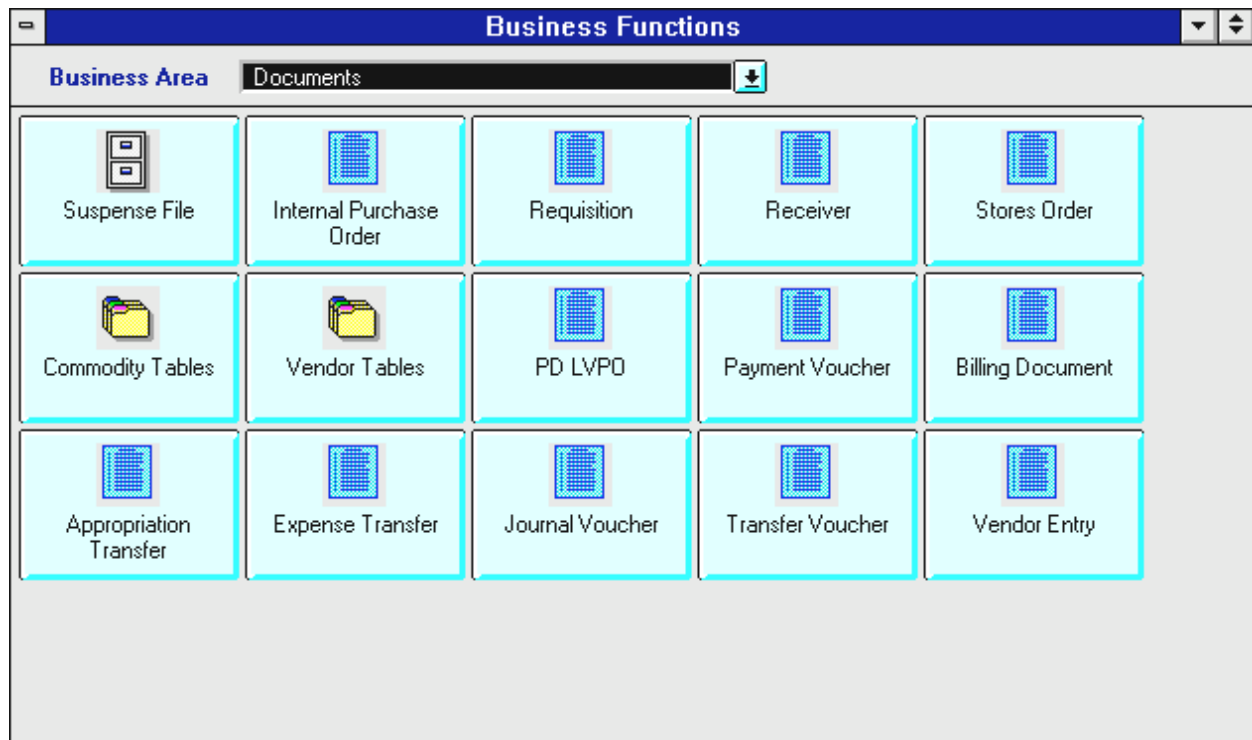 Business Functions
Business Area Documents
Suspense File
Internal Purchase
Order
Requisition
Receiver
Stores Order
Commodity Tables
Vendor Tables
PD LVPO
Payment Voucher
Billing Document
Appropriation
Transfer
Expense Transfer
Journal Voucher
Transfer Voucher
Vendor Entry